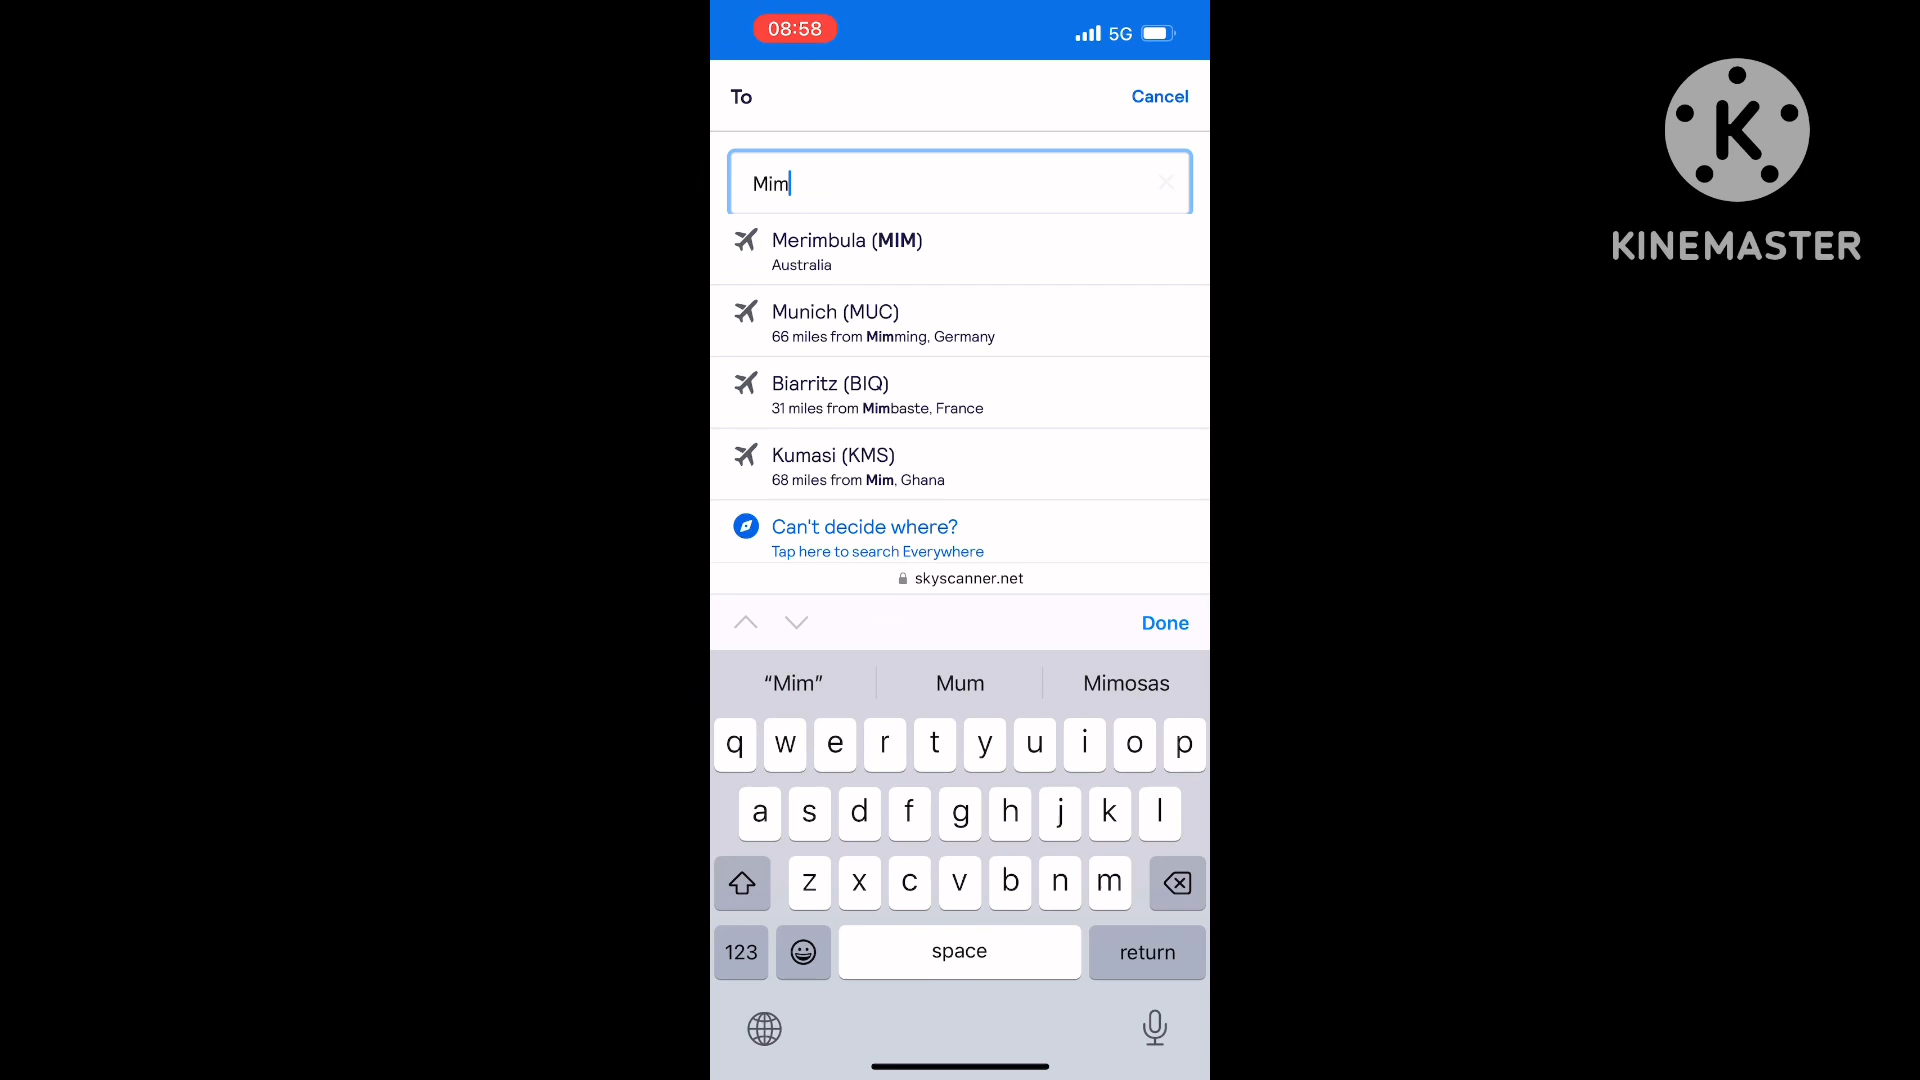 08:58
5G
To
Cancel
Mim
Merimbula (MIM)
Australia
Munich (MUC)
66 miles from Mimming, Germany
Biarritz (BIQ)
31 miles from Mimbaste, France
Kumasi (KMS)
68 miles from Mim, Ghana
Can't decide where?
Tap here to search Everywhere
skyscanner.net
Done
“Mim”
Mum
Mimosas
q w e r t y u i o p
a s d f g h j k l
z x c v b n m
123
space
return
K
KINEMASTER